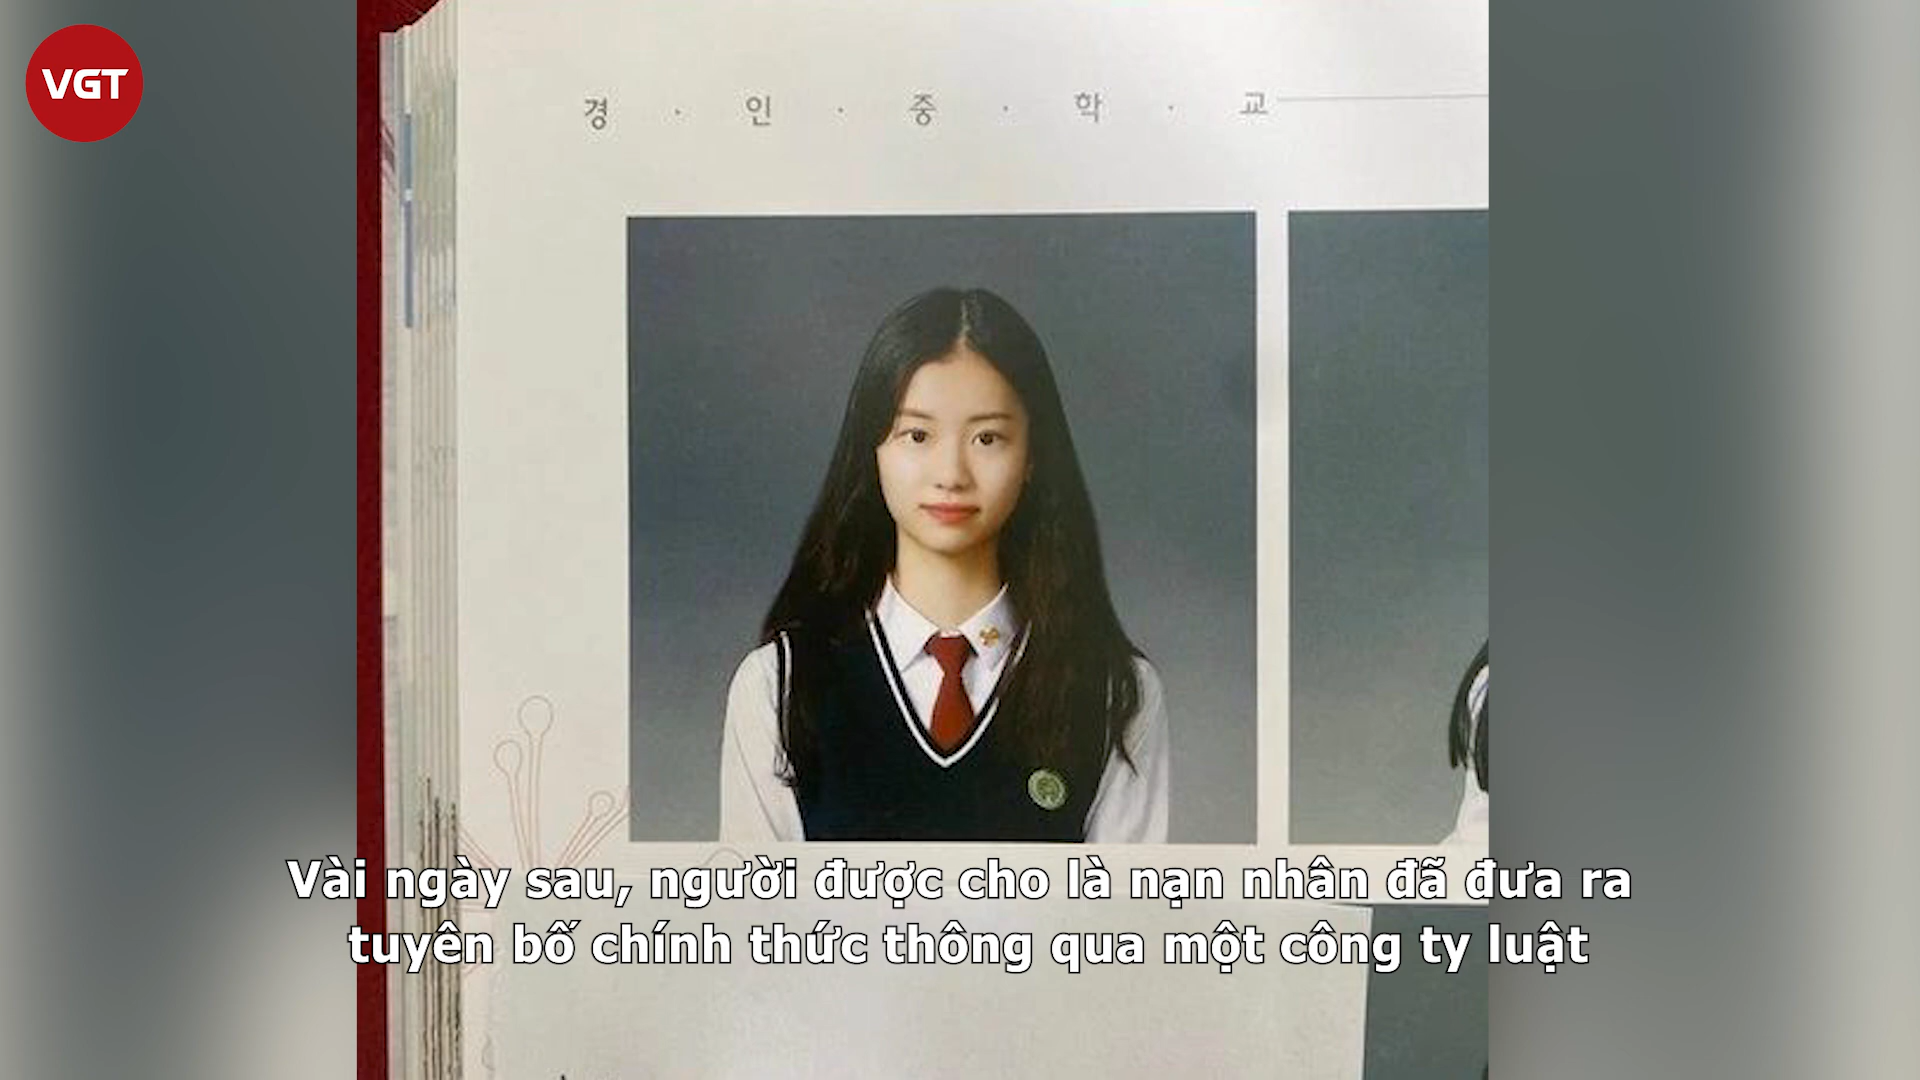 VGT
경 · 인 · 중 · 학 · 교
Vài ngày sau, người được cho là nạn nhân đã đưa ra
tuyên bố chính thức thông qua một công ty luật